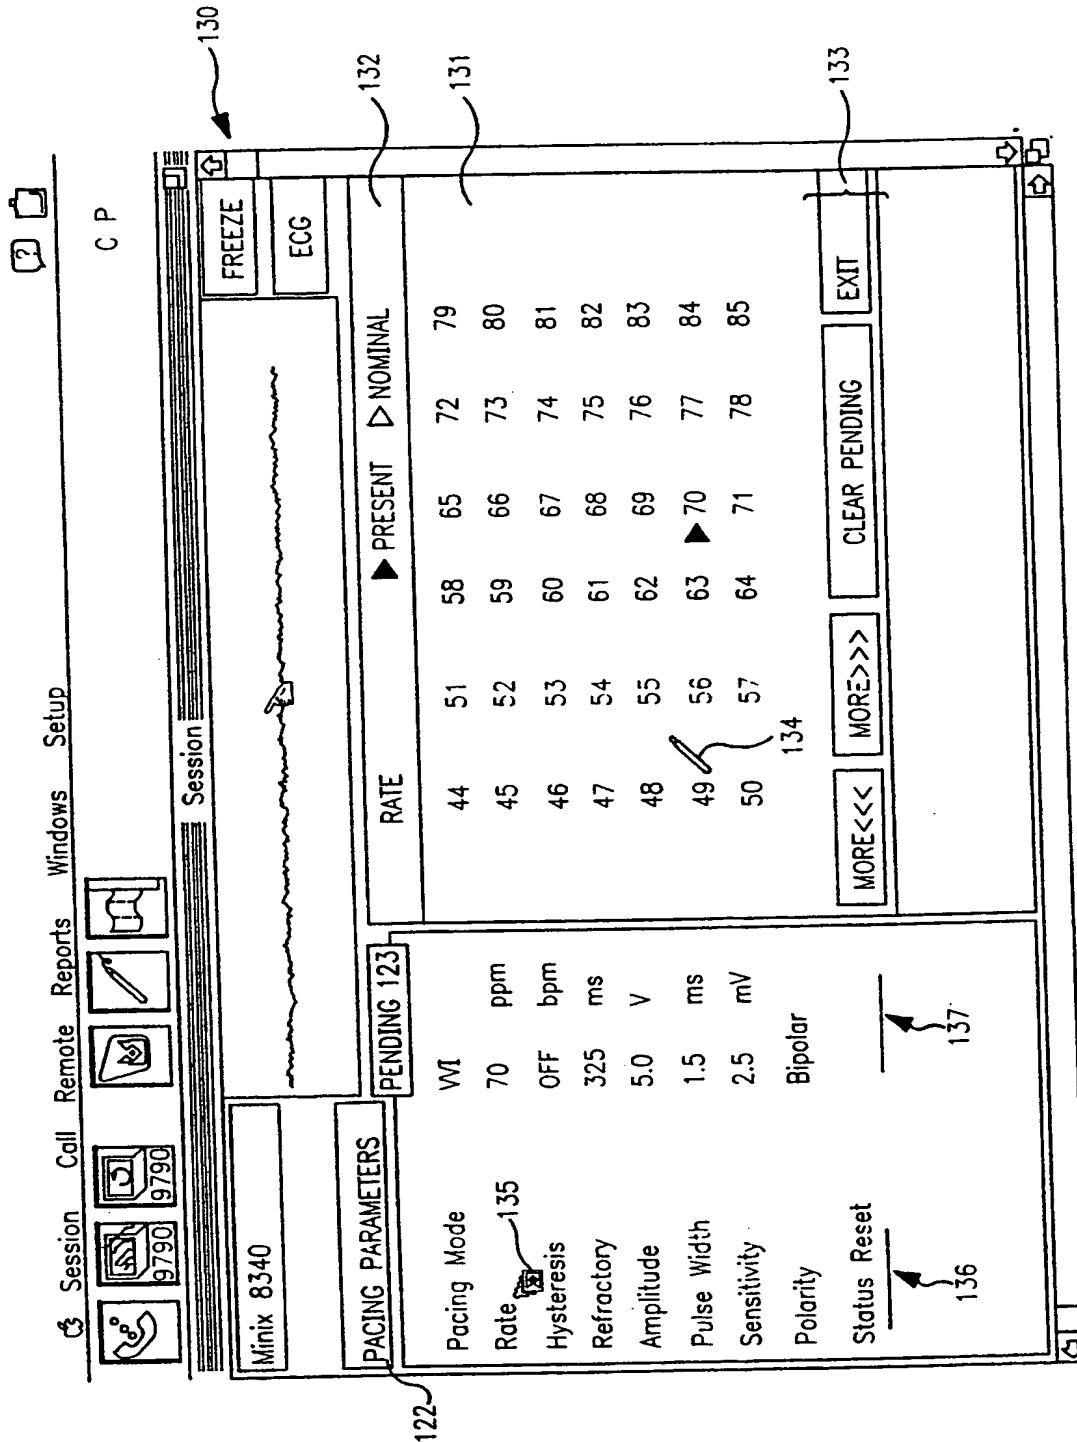 Session Call Remote Reports Windows Setup
?
9790 9790
C P
Session
130
Minix 8340
FREEZE
ECG
122
PACING PARAMETERS
PENDING 123
RATE ▶ PRESENT ▷ NOMINAL
132
131
Pacing Mode VVI
Rate 70 ppm
135
Hysteresis OFF bpm
Refractory 325 ms
Amplitude 5.0 V
Pulse Width 1.5 ms
Sensitivity 2.5 mV
Polarity Bipolar
Status Reset
136
137
44 51 58 65 72 79
45 52 59 66 73 80
46 53 60 67 74 81
47 54 61 68 75 82
48 55 62 69 76 83
49 56 63 ▶ 70 77 84
50 57 64 71 78 85
134
MORE<<< MORE>>> CLEAR PENDING EXIT
133